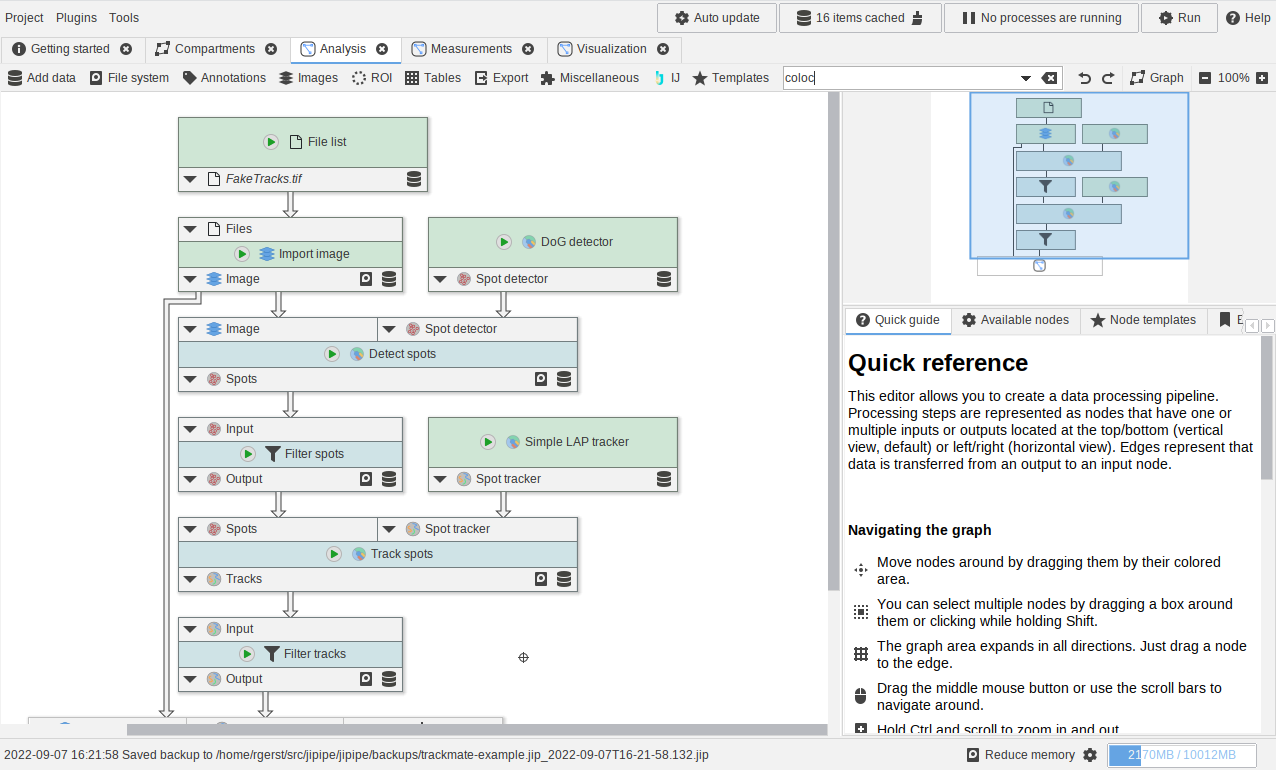 Project Plugins Tools
Auto update
16 items cached
No processes are running
Run
Help
Getting started
Compartments
Analysis
Measurements
Visualization
Add data
File system
Annotations
Images
ROI
Tables
Export
Miscellaneous
IJ
Templates
coloc
Graph
100%
File list
FakeTracks.tif
Files
Import image
Image
DoG detector
Spot detector
Image
Spot detector
Detect spots
Spots
Input
Filter spots
Output
Simple LAP tracker
Spot tracker
Spots
Spot tracker
Track spots
Tracks
Input
Filter tracks
Output
Quick guide
Available nodes
Node templates
Quick reference
This editor allows you to create a data processing pipeline.
Processing steps are represented as nodes that have one or
multiple inputs or outputs located at the top/bottom (vertical
view, default) or left/right (horizontal view). Edges represent that
data is transferred from an output to an input node.
Navigating the graph
Move nodes around by dragging them by their colored
area.
You can select multiple nodes by dragging a box around
them or clicking while holding Shift.
The graph area expands in all directions. Just drag a node
to the edge.
Drag the middle mouse button or use the scroll bars to
navigate around.
Hold Ctrl and scroll to zoom in and out
2022-09-07 16:21:58 Saved backup to /home/rgerst/src/jipipe/jipipe/backups/trackmate-example.jip_2022-09-07T16-21-58.132.jip
Reduce memory
2170MB / 10012MB